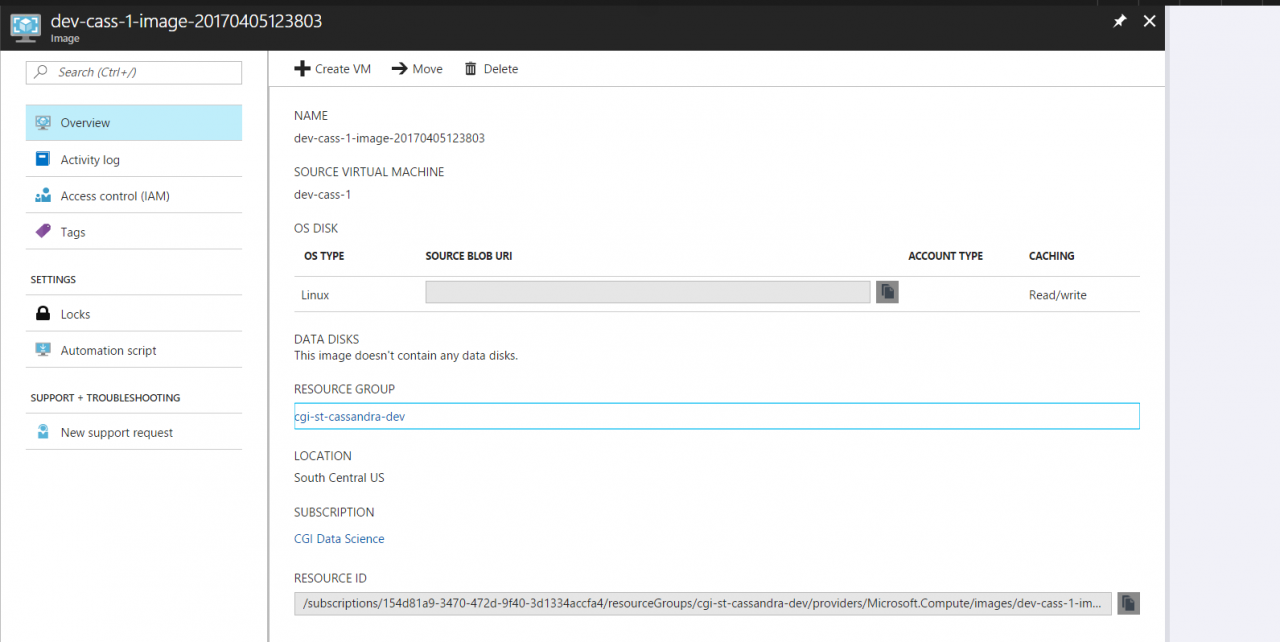 dev-cass-1-image-20170405123803
Image
Search (Ctrl+/)
Overview
Activity log
Access control (IAM)
Tags
SETTINGS
Locks
Automation script
SUPPORT + TROUBLESHOOTING
New support request
Create VM Move Delete
NAME
dev-cass-1-image-20170405123803
SOURCE VIRTUAL MACHINE
dev-cass-1
OS DISK
OS TYPE SOURCE BLOB URI ACCOUNT TYPE CACHING
Linux Read/write
DATA DISKS
This image doesn't contain any data disks.
RESOURCE GROUP
cgi-st-cassandra-dev
LOCATION
South Central US
SUBSCRIPTION
CGI Data Science
RESOURCE ID
/subscriptions/154d81a9-3470-472d-9f40-3d1334accfa4/resourceGroups/cgi-st-cassandra-dev/providers/Microsoft.Compute/images/dev-cass-1-im...